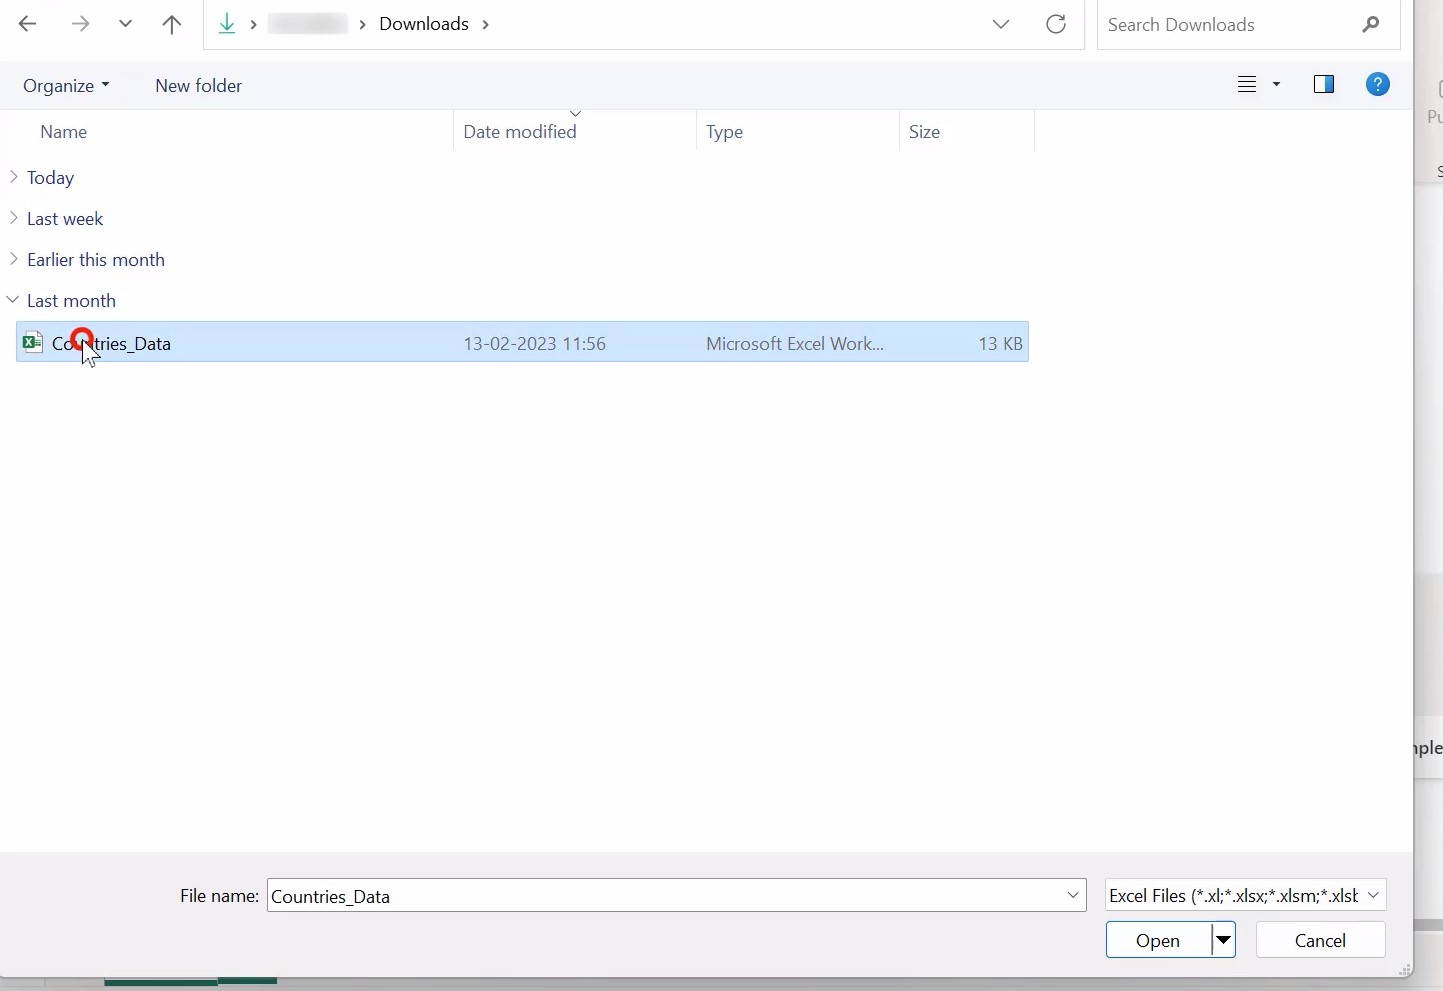 Downloads
Search Downloads
Organize
New folder
Name
Date modified
Type
Size
Today
Last week
Earlier this month
Last month
Countries_Data
13-02-2023 11:56
Microsoft Excel Work...
13 KB
File name:
Countries_Data
Excel Files (*.xl;*.xlsx;*.xlsm;*.xlsb
Open
Cancel